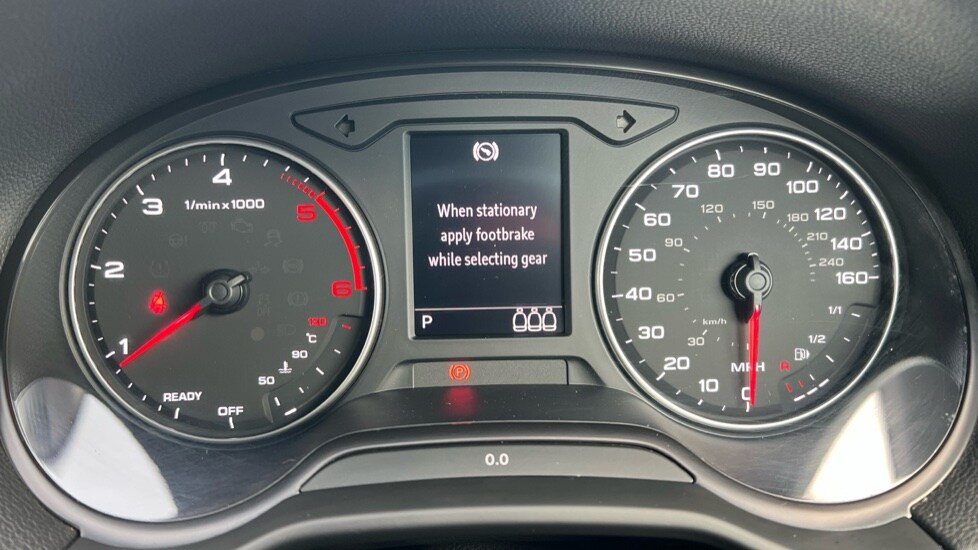 4
3
1/min x 1000
5
2
6
1
130
°C
90
50
READY
OFF
When stationary
apply footbrake
while selecting gear
P
P
0.0
80
90
70
100
60
120
50
140
40
160
30
20
10
0
120
150
90
180
210
60
240
km/h
30
MPH
R
1/1
1/2